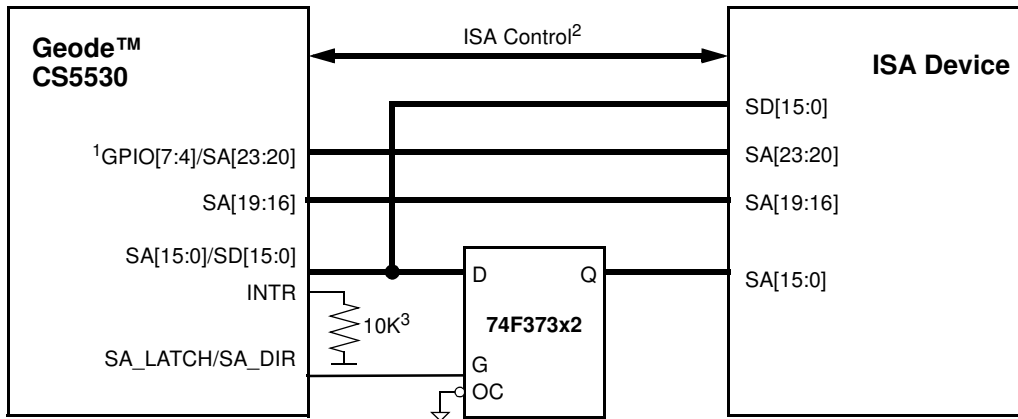 Geode™
CS5530
ISA Control²
ISA Device
SD[15:0]
¹GPIO[7:4]/SA[23:20]
SA[23:20]
SA[19:16]
SA[19:16]
SA[15:0]/SD[15:0]
D
Q
SA[15:0]
INTR
10K³
74F373x2
SA_LATCH/SA_DIR
G
OC